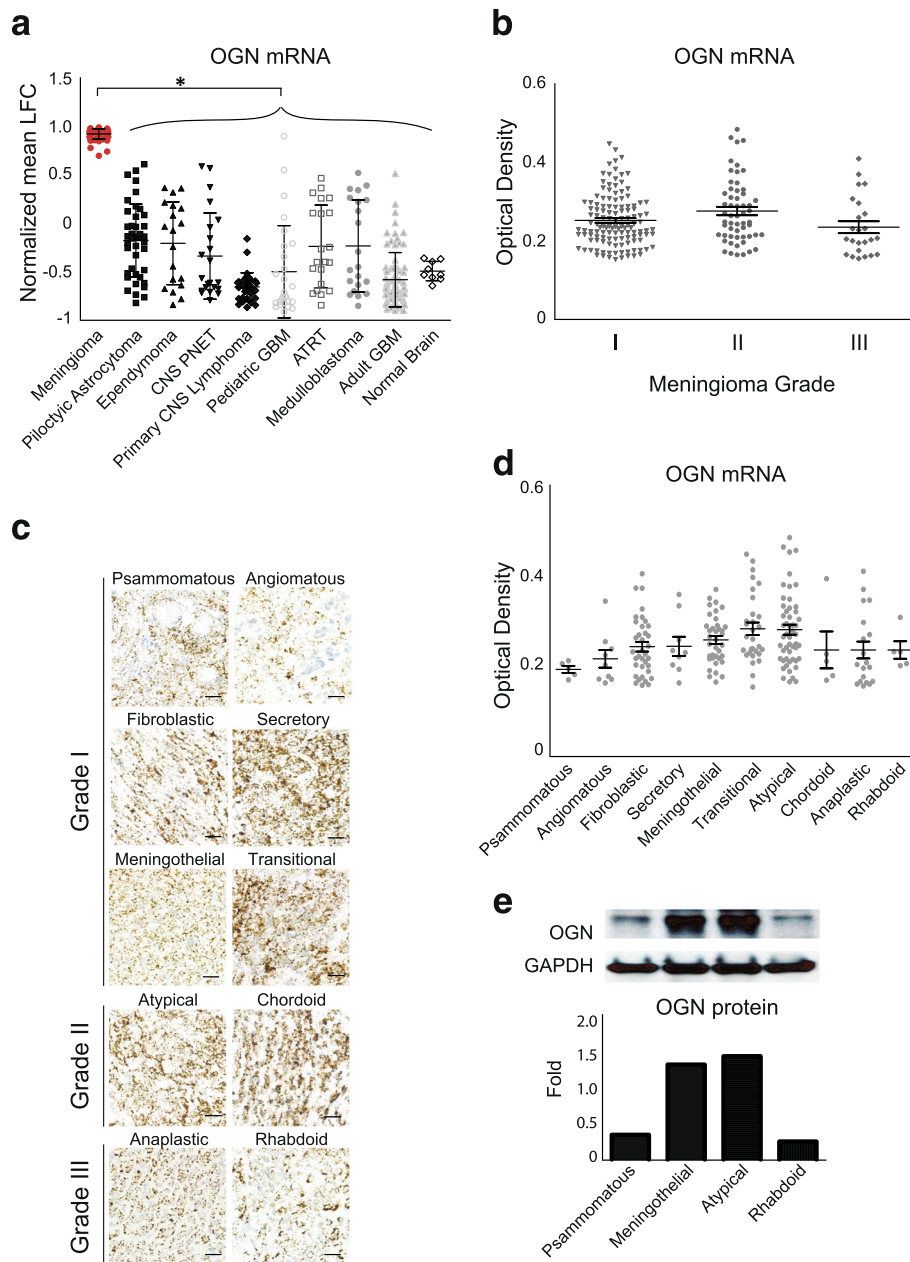 a
OGN mRNA
Normalized mean LFC
1.5
1.0
0.5
0
-0.5
-1
*
Meningioma
Piloctyic Astrocytoma
Ependymoma
CNS PNET
Primary CNS Lymphoma
Pediatric GBM
ATRT
Medulloblastoma
Adult GBM
Normal Brain
b
OGN mRNA
Optical Density
0.6
0.4
0.2
0
I
II
III
Meningioma Grade
c
Grade I
Psammomatous
Angiomatous
Fibroblastic
Secretory
Meningothelial
Transitional
Grade II
Atypical
Chordoid
Grade III
Anaplastic
Rhabdoid
d
OGN mRNA
Optical Density
0.6
0.4
0.2
0
Psammomatous
Angiomatous
Fibroblastic
Secretory
Meningothelial
Transitional
Atypical
Chordoid
Anaplastic
Rhabdoid
e
OGN
GAPDH
OGN protein
Fold
2.0
1.5
1.0
0.5
0
Psammomatous
Meningothelial
Atypical
Rhabdoid